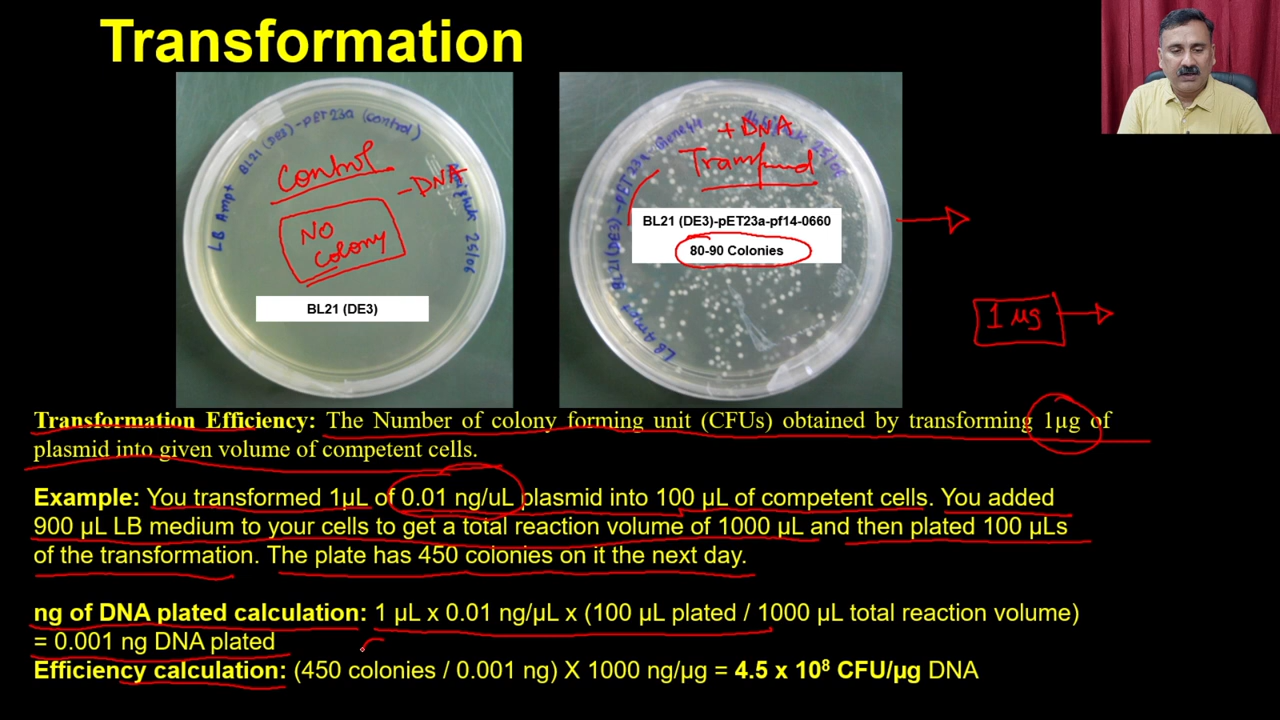 Transformation
LB Ampt BL21 (DE3)-pET23a (control)
25/06
Control
-DNA
NO
Colony
BL21 (DE3)
+ DNA
25/06
BL21 (DE3)-pET23a-pf14-0660
80-90 Colonies
1 µg
Transformation Efficiency: The Number of colony forming unit (CFUs) obtained by transforming 1µg of
plasmid into given volume of competent cells.
Example: You transformed 1µL of 0.01 ng/uL plasmid into 100 µL of competent cells. You added
900 µL LB medium to your cells to get a total reaction volume of 1000 µL and then plated 100 µLs
of the transformation. The plate has 450 colonies on it the next day.
ng of DNA plated calculation: 1 µL x 0.01 ng/µL x (100 µL plated / 1000 µL total reaction volume)
= 0.001 ng DNA plated
Efficiency calculation: (450 colonies / 0.001 ng) X 1000 ng/µg = 4.5 x 10⁸ CFU/µg DNA